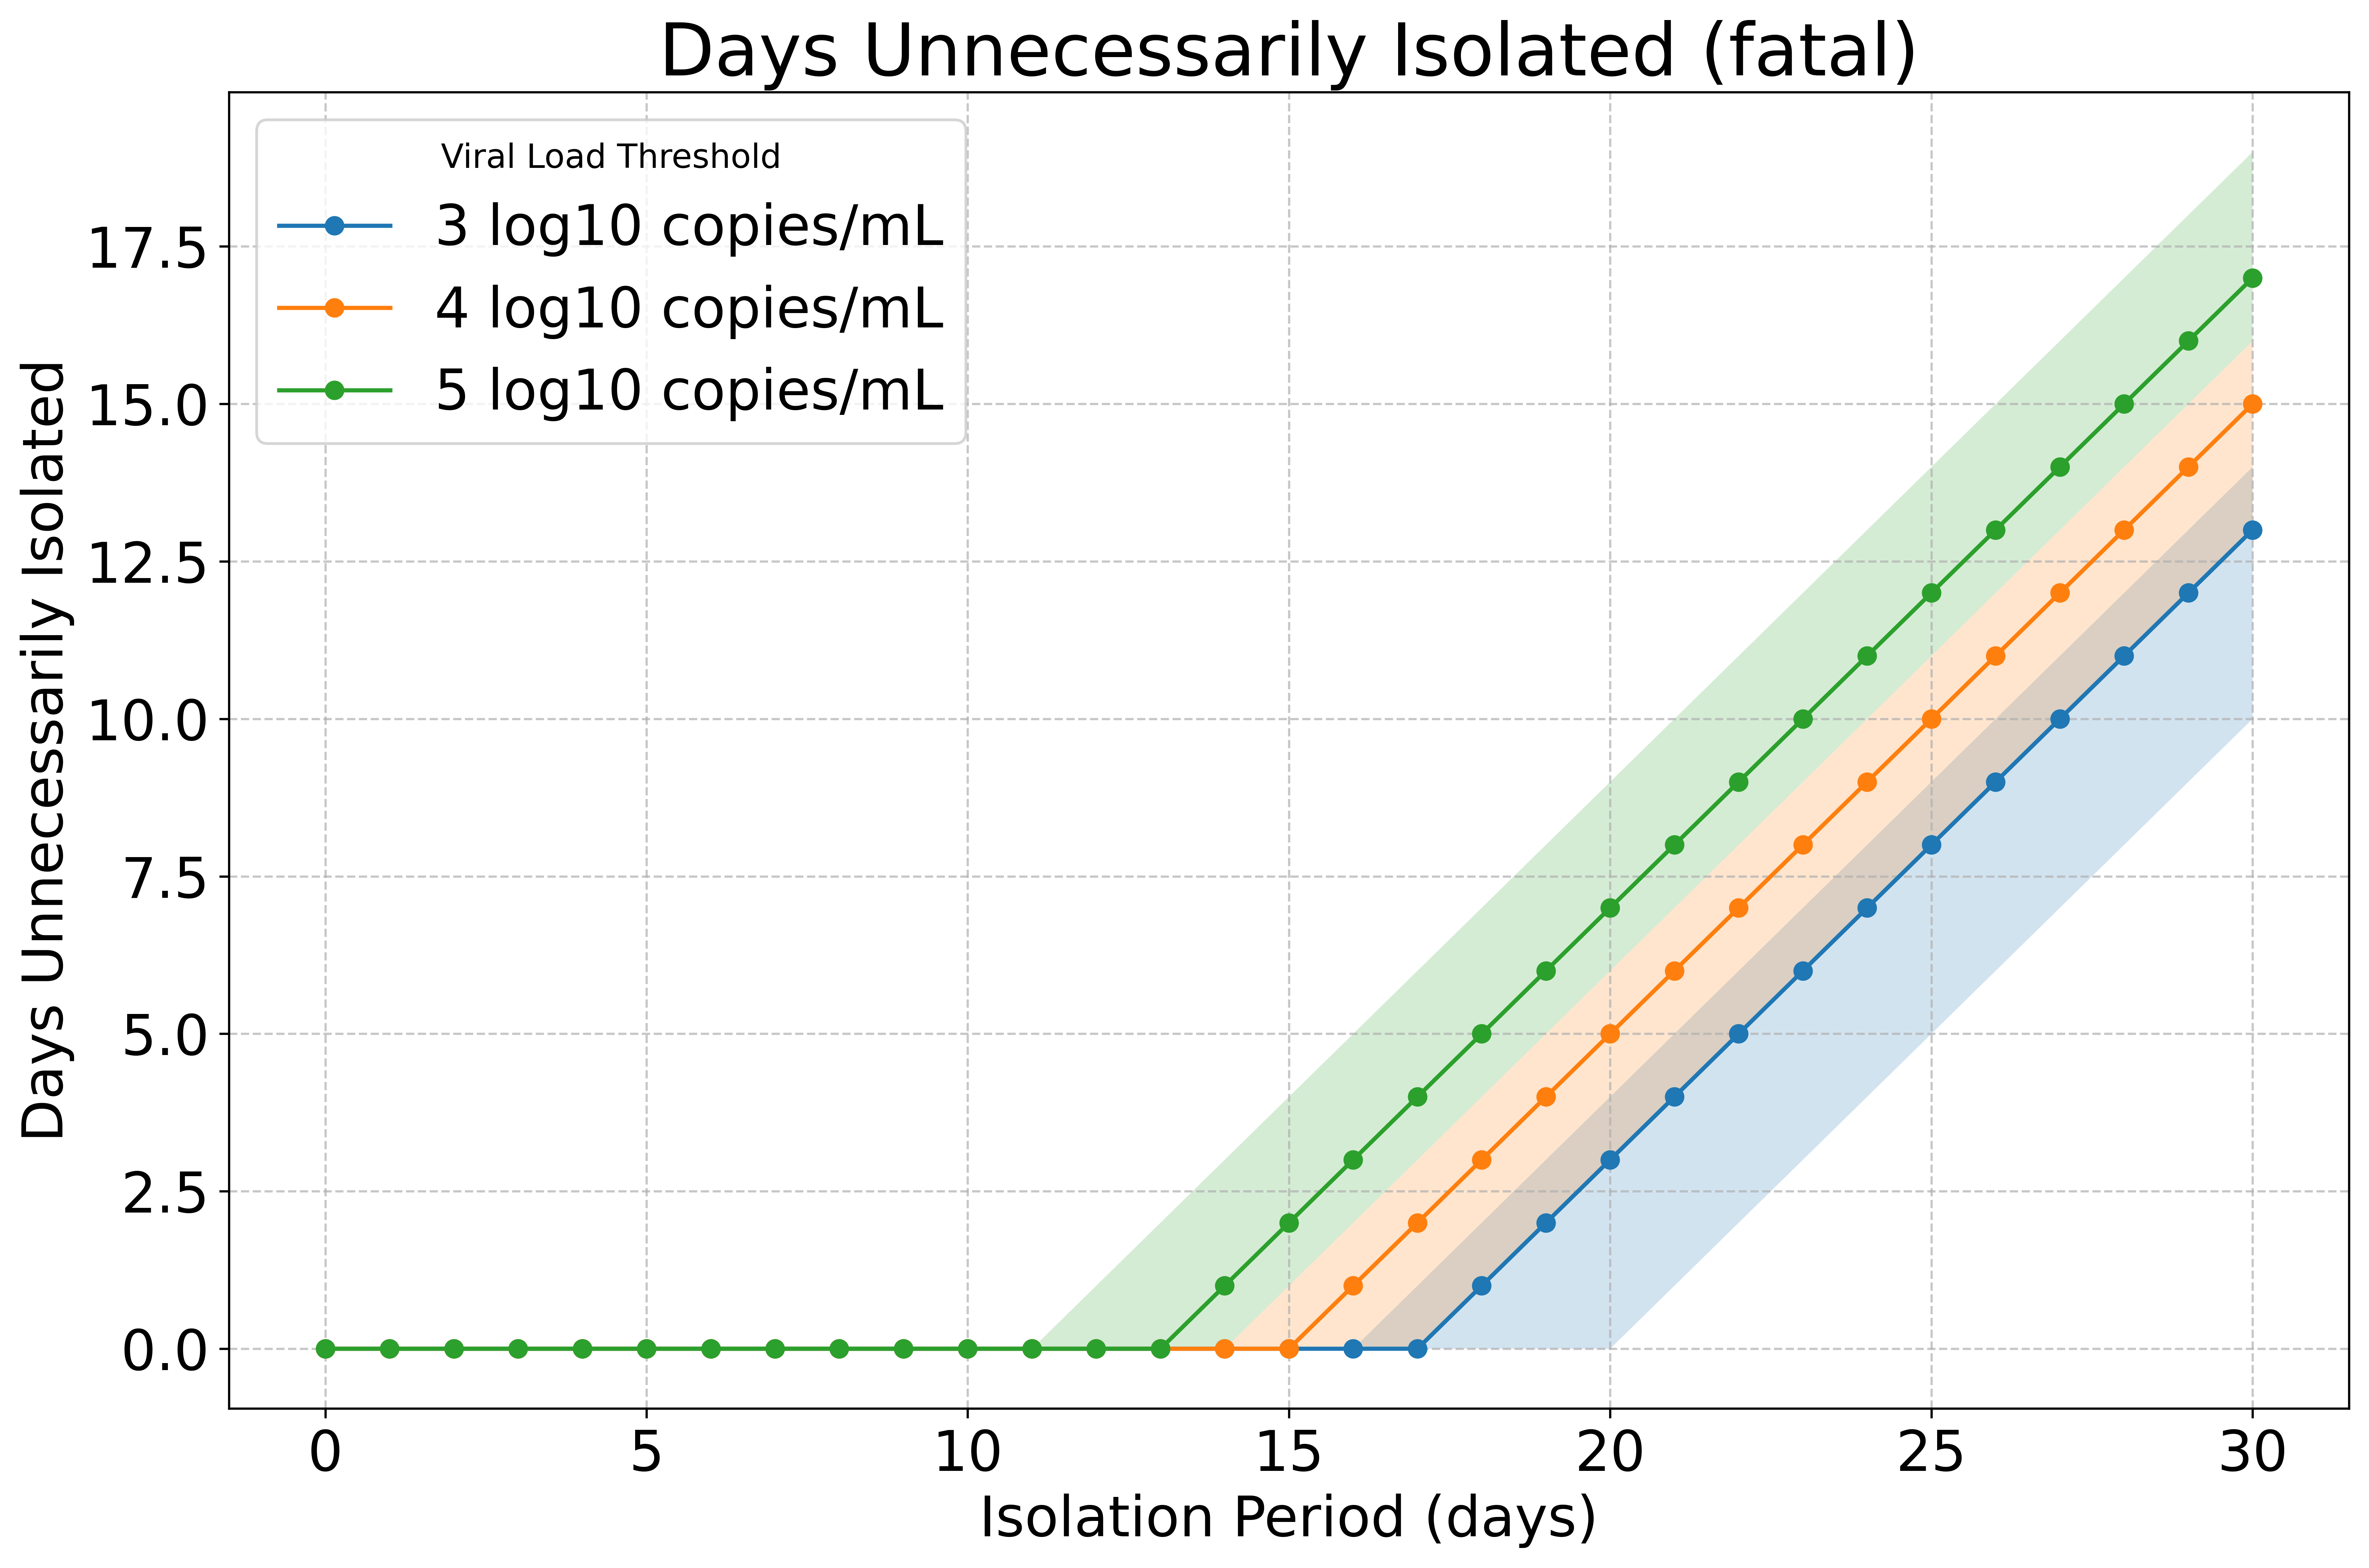 Days Unnecessarily Isolated (fatal)
Viral Load Threshold
3 log10 copies/mL
4 log10 copies/mL
5 log10 copies/mL
Days Unnecessarily Isolated
17.5
15.0
12.5
10.0
7.5
5.0
2.5
0.0
0 5 10 15 20 25 30
Isolation Period (days)